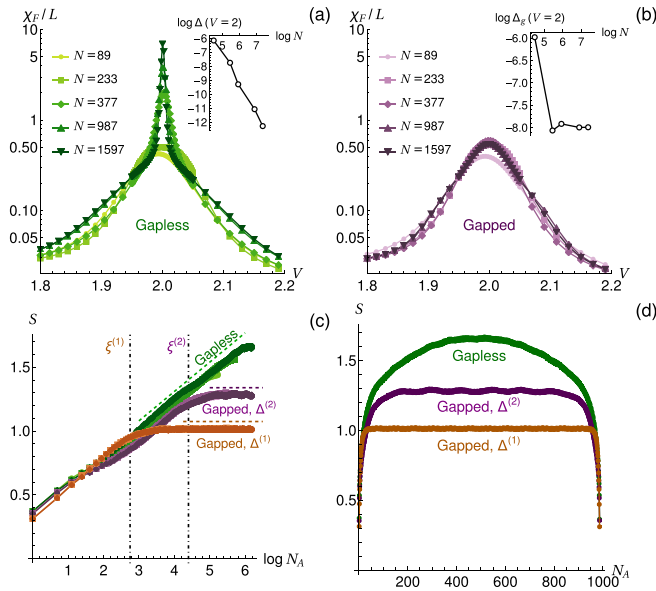 χ_F / L
(a)
log Δ (V = 2)
log N
5 6 7
−6
−7
−8
−9
−10
−11
−12
10
5
1
0.50
0.10
0.05
N = 89
N = 233
N = 377
N = 987
N = 1597
Gapless
1.8 1.9 2.0 2.1 2.2
V
χ_F / L
(b)
log Δ_g (V = 2)
log N
5 6 7
−6.0
−6.5
−7.0
−7.5
−8.0
10
5
1
0.50
0.10
0.05
N = 89
N = 233
N = 377
N = 987
N = 1597
Gapped
1.8 1.9 2.0 2.1 2.2
V
S
(c)
ξ^(1)
ξ^(2)
Gapless
Gapped, Δ^(2)
Gapped, Δ^(1)
1.5
1.0
0.5
1 2 3 4 5 6
log N_A
S
(d)
Gapless
Gapped, Δ^(2)
Gapped, Δ^(1)
1.5
1.0
0.5
200 400 600 800 1000
N_A